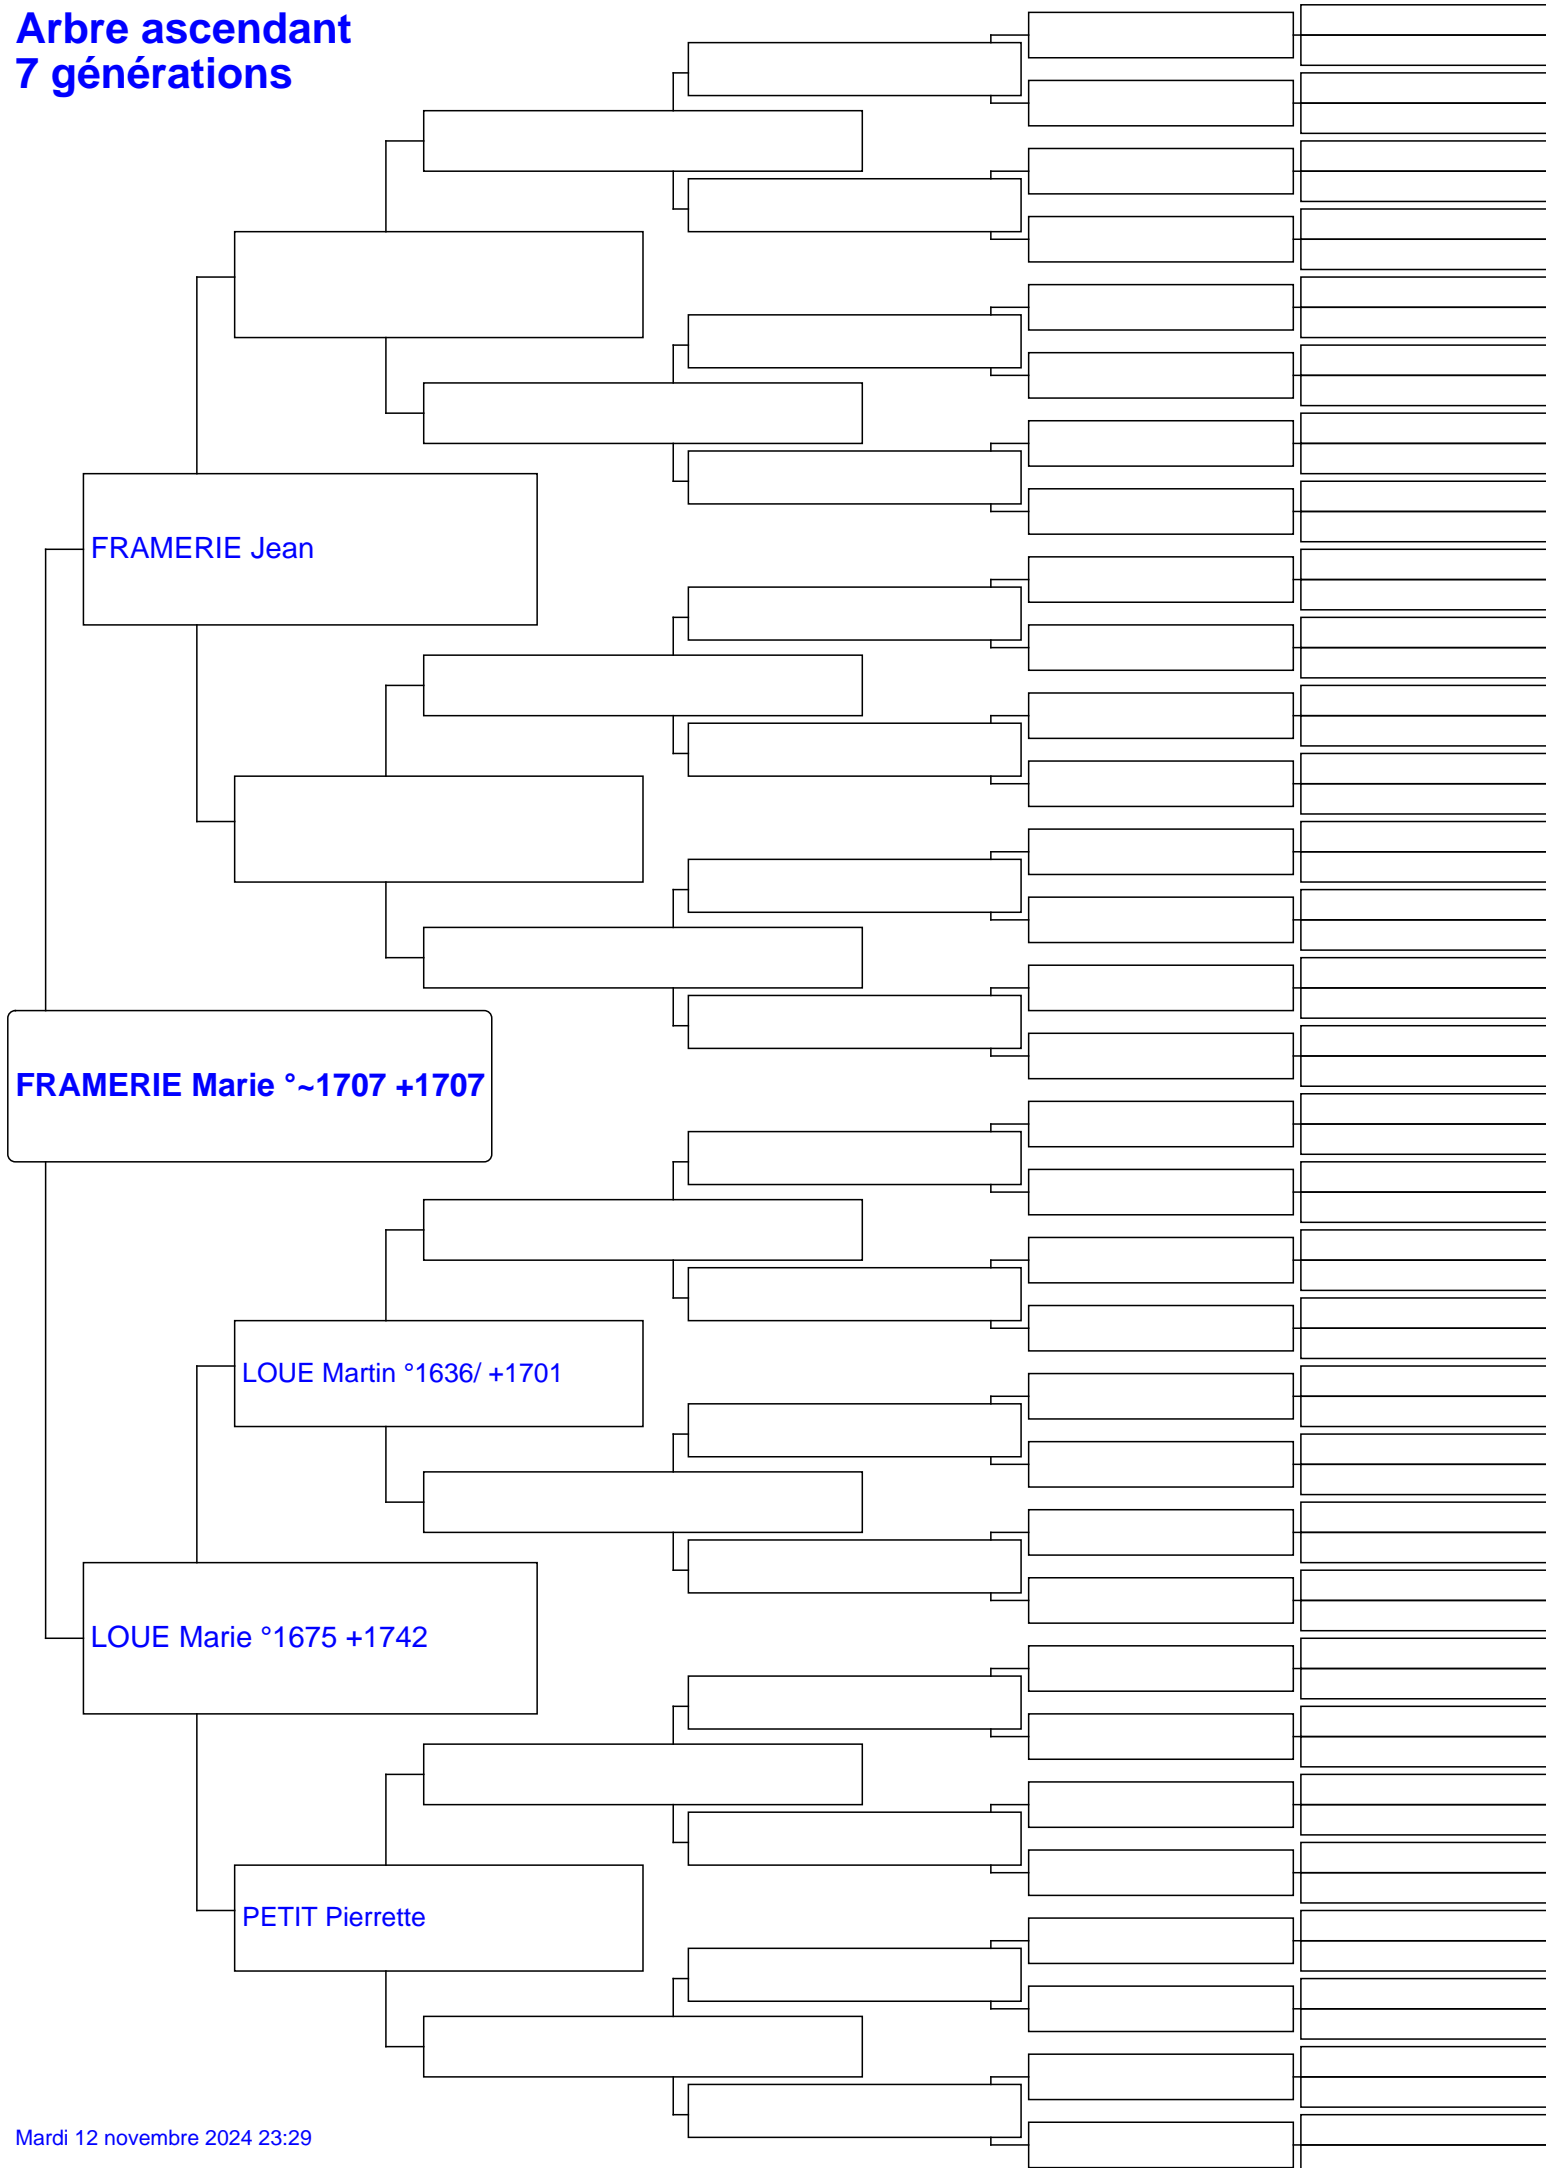 Arbre ascendant
7 générations
FRAMERIE Jean
FRAMERIE Marie °~1707 +1707
LOUE Martin °1636/ +1701
LOUE Marie °1675 +1742
PETIT Pierrette
Mardi 12 novembre 2024 23:29